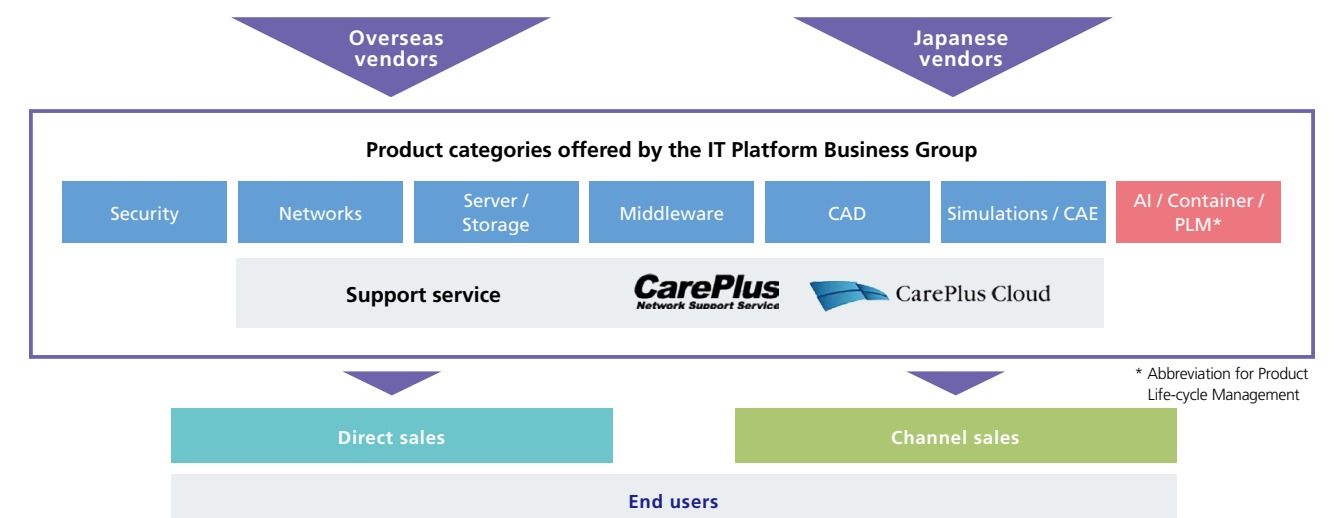 Overseas
vendors
Japanese
vendors
Product categories offered by the IT Platform Business Group
Security
Networks
Server /
Storage
Middleware
CAD
Simulations / CAE
AI / Container /
PLM*
Support service
CarePlus
Network Support Service
CarePlus Cloud
* Abbreviation for Product
Life-cycle Management
Direct sales
Channel sales
End users